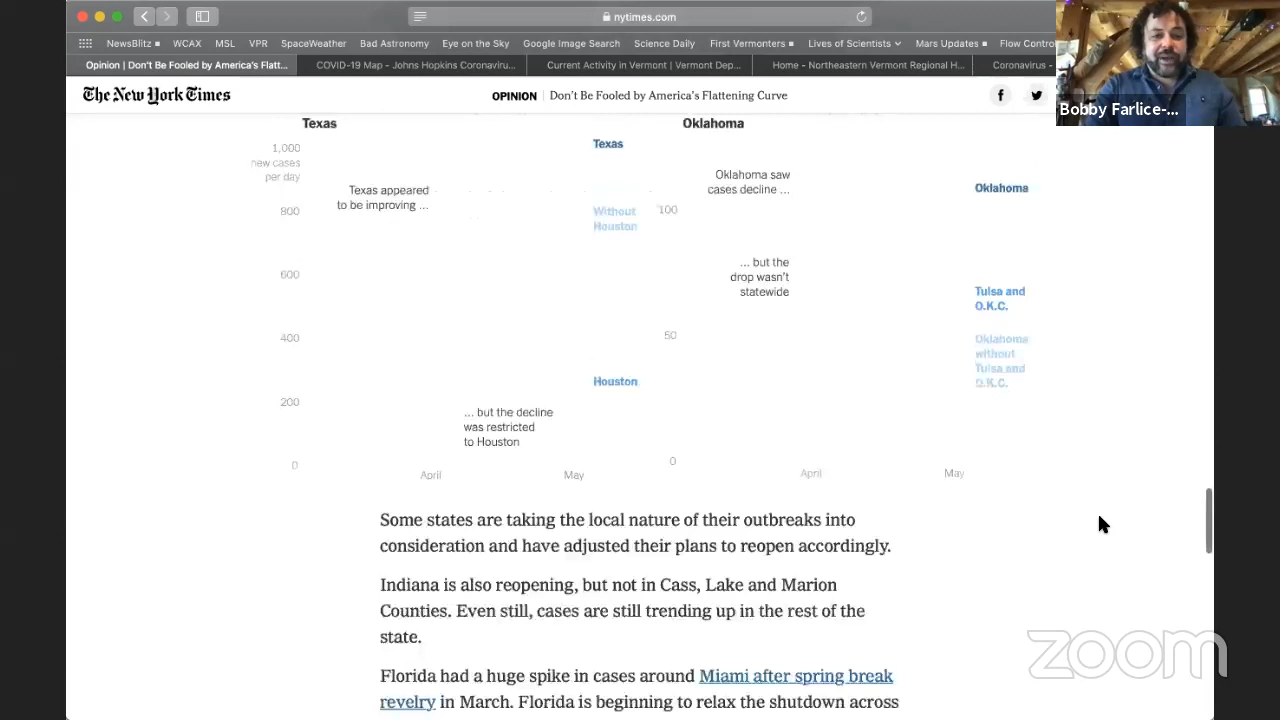 nytimes.com
NewsBlitz
WCAX
MSL
VPR
SpaceWeather
Bad Astronomy
Eye on the Sky
Google Image Search
Science Daily
First Vermonters
Lives of Scientists
Mars Updates
Flow Contro
Opinion | Don't Be Fooled by America's Flatt...
COVID-19 Map - Johns Hopkins Coronaviru...
Current Activity in Vermont | Vermont Dep...
Home - Northeastern Vermont Regional H...
Coronavirus -
Bobby Farlice-...
The New York Times
OPINION | Don't Be Fooled by America's Flattening Curve
Texas
1,000
new cases
per day
800
600
400
200
0
Texas appeared
to be improving ...
Texas
Without
Houston
Houston
... but the decline
was restricted
to Houston
April
May
Oklahoma
100
50
0
Oklahoma saw
cases decline ...
... but the
drop wasn't
statewide
Oklahoma
Tulsa and
O.K.C.
Oklahoma
without
Tulsa and
O.K.C.
April
May
Some states are taking the local nature of their outbreaks into
consideration and have adjusted their plans to reopen accordingly.
Indiana is also reopening, but not in Cass, Lake and Marion
Counties. Even still, cases are still trending up in the rest of the
state.
Florida had a huge spike in cases around Miami after spring break
revelry in March. Florida is beginning to relax the shutdown across
zoom